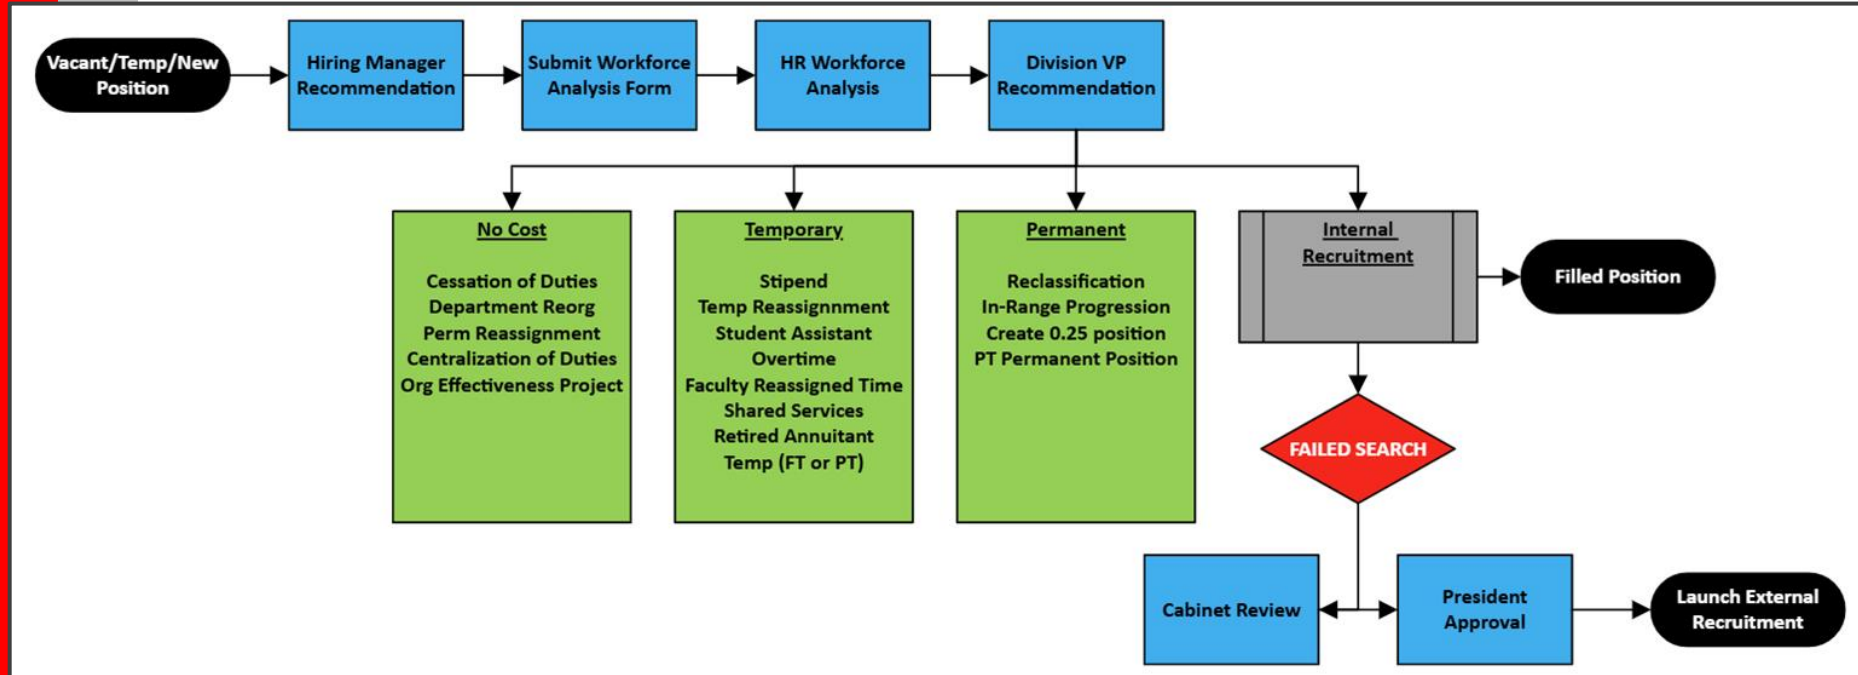 Vacant/Temp/New
Position
Hiring Manager
Recommendation
Submit Workforce
Analysis Form
HR Workforce
Analysis
Division VP
Recommendation
No Cost
Cessation of Duties
Department Reorg
Perm Reassignment
Centralization of Duties
Org Effectiveness Project
Temporary
Stipend
Temp Reassignnment
Student Assistant
Overtime
Faculty Reassigned Time
Shared Services
Retired Annuitant
Temp (FT or PT)
Permanent
Reclassification
In-Range Progression
Create 0.25 position
PT Permanent Position
Internal
Recruitment
Filled Position
FAILED SEARCH
Cabinet Review
President
Approval
Launch External
Recruitment